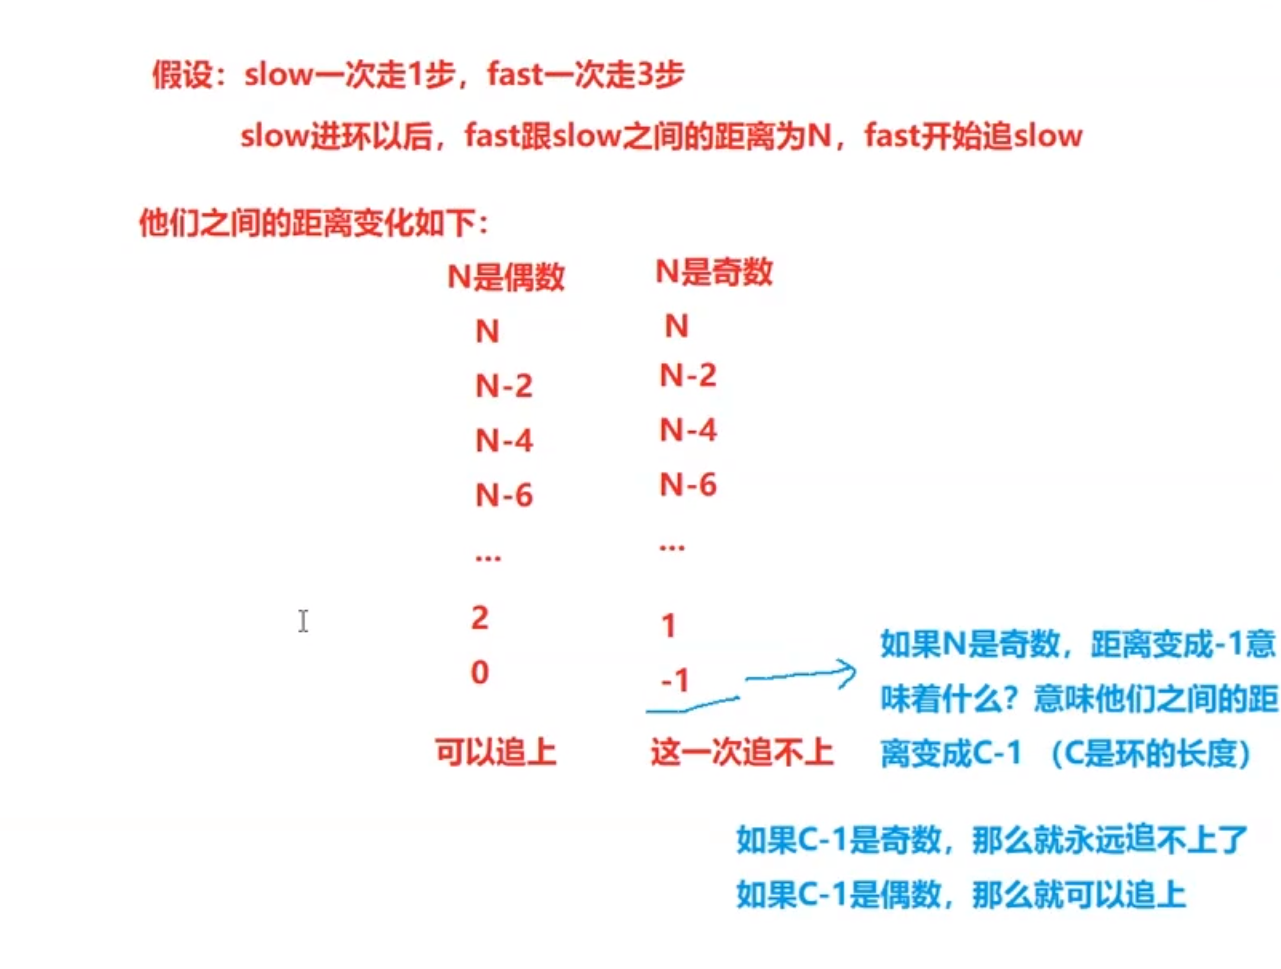 假设：slow一次走1步，fast一次走3步
slow进环以后，fast跟slow之间的距离为N，fast开始追slow
他们之间的距离变化如下：
N是偶数
N
N-2
N-4
N-6
...
2
0
可以追上
N是奇数
N
N-2
N-4
N-6
...
1
-1
这一次追不上
如果N是奇数，距离变成-1意
味着什么？意味他们之间的距
离变成C-1 （C是环的长度）
如果C-1是奇数，那么就永远追不上了
如果C-1是偶数，那么就可以追上